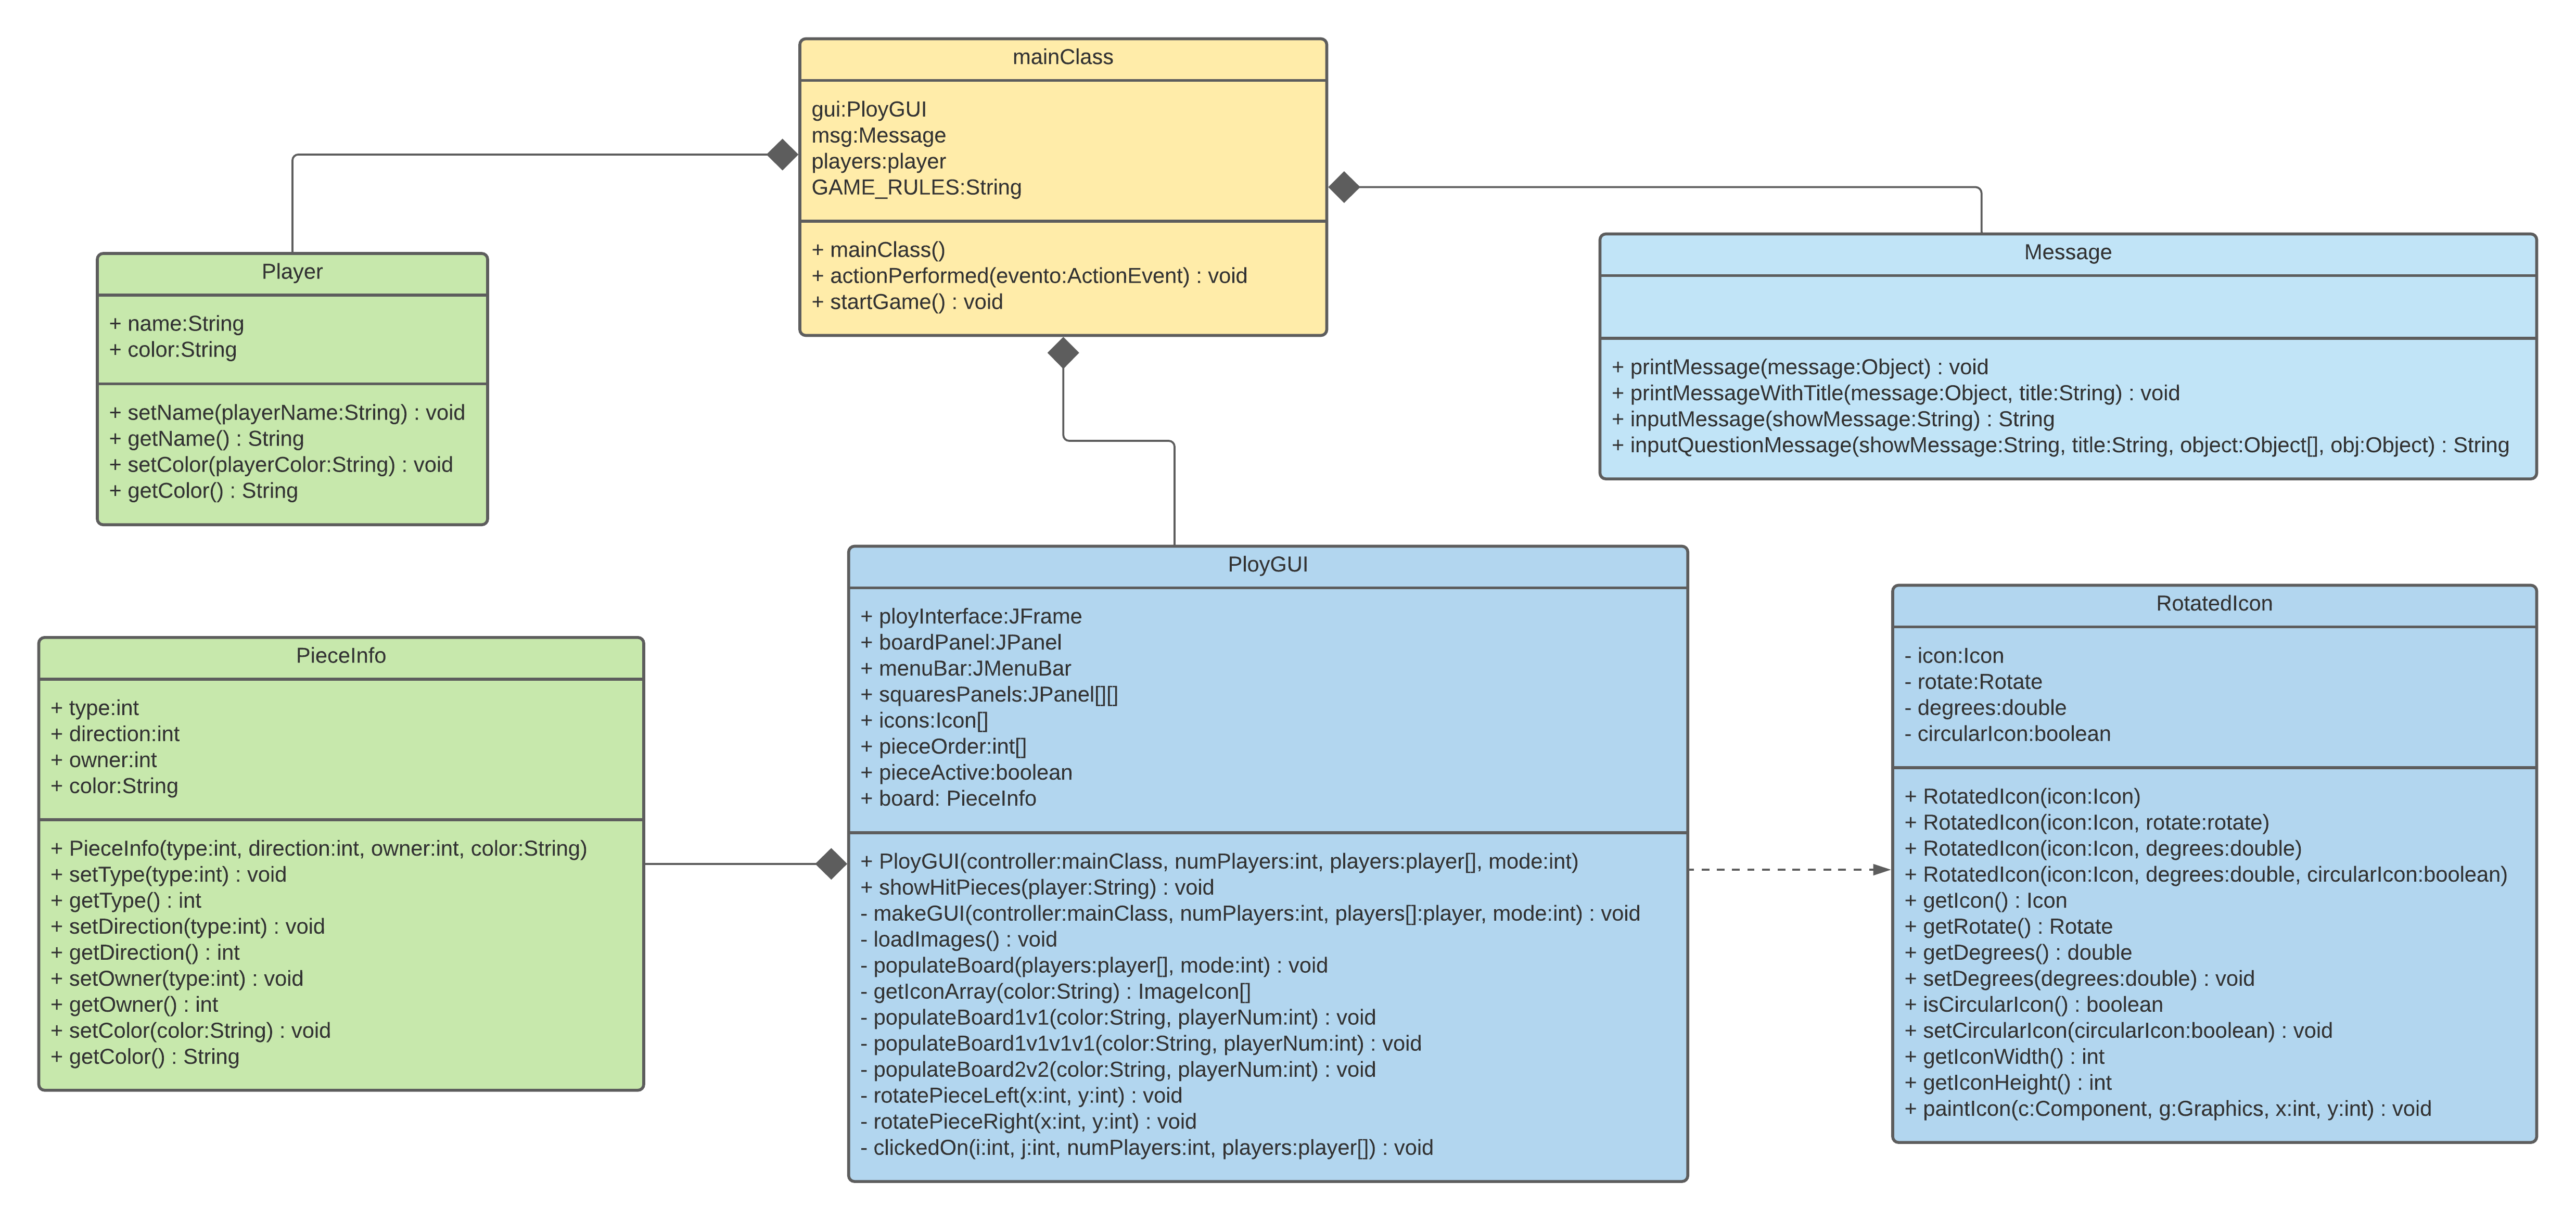 mainClass
gui:PloyGUI
msg:Message
players:player
GAME_RULES:String
+ mainClass()
+ actionPerformed(evento:ActionEvent) : void
+ startGame() : void
Player
+ name:String
+ color:String
+ setName(playerName:String) : void
+ getName() : String
+ setColor(playerColor:String) : void
+ getColor() : String
Message
+ printMessage(message:Object) : void
+ printMessageWithTitle(message:Object, title:String) : void
+ inputMessage(showMessage:String) : String
+ inputQuestionMessage(showMessage:String, title:String, object:Object[], obj:Object) : String
PieceInfo
+ type:int
+ direction:int
+ owner:int
+ color:String
+ PieceInfo(type:int, direction:int, owner:int, color:String)
+ setType(type:int) : void
+ getType() : int
+ setDirection(type:int) : void
+ getDirection() : int
+ setOwner(type:int) : void
+ getOwner() : int
+ setColor(color:String) : void
+ getColor() : String
PloyGUI
+ ployInterface:JFrame
+ boardPanel:JPanel
+ menuBar:JMenuBar
+ squaresPanels:JPanel[][]
+ icons:Icon[]
+ pieceOrder:int[]
+ pieceActive:boolean
+ board: PieceInfo
+ PloyGUI(controller:mainClass, numPlayers:int, players:player[], mode:int)
+ showHitPieces(player:String) : void
- makeGUI(controller:mainClass, numPlayers:int, players[]:player, mode:int) : void
- loadImages() : void
- populateBoard(players:player[], mode:int) : void
- getIconArray(color:String) : ImageIcon[]
- populateBoard1v1(color:String, playerNum:int) : void
- populateBoard1v1v1v1(color:String, playerNum:int) : void
- populateBoard2v2(color:String, playerNum:int) : void
- rotatePieceLeft(x:int, y:int) : void
- rotatePieceRight(x:int, y:int) : void
- clickedOn(i:int, j:int, numPlayers:int, players:player[]) : void
RotatedIcon
- icon:Icon
- rotate:Rotate
- degrees:double
- circularIcon:boolean
+ RotatedIcon(icon:Icon)
+ RotatedIcon(icon:Icon, rotate:rotate)
+ RotatedIcon(icon:Icon, degrees:double)
+ RotatedIcon(icon:Icon, degrees:double, circularIcon:boolean)
+ getIcon() : Icon
+ getRotate() : Rotate
+ getDegrees() : double
+ setDegrees(degrees:double) : void
+ isCircularIcon() : boolean
+ setCircularIcon(circularIcon:boolean) : void
+ getIconWidth() : int
+ getIconHeight() : int
+ paintIcon(c:Component, g:Graphics, x:int, y:int) : void